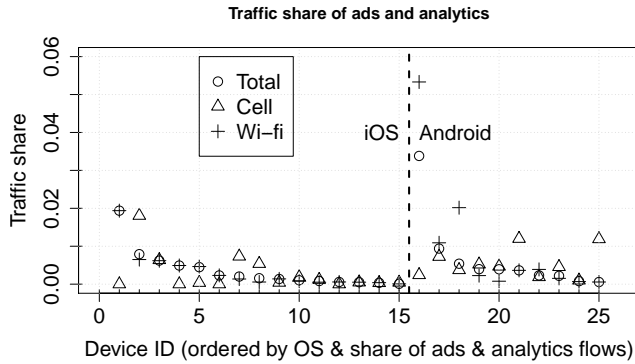 Traffic share of ads and analytics
Traffic share
0.06
0.04
0.02
0.00
Total
Cell
Wi−fi
iOS Android
0 5 10 15 20 25
Device ID (ordered by OS & share of ads & analytics flows)